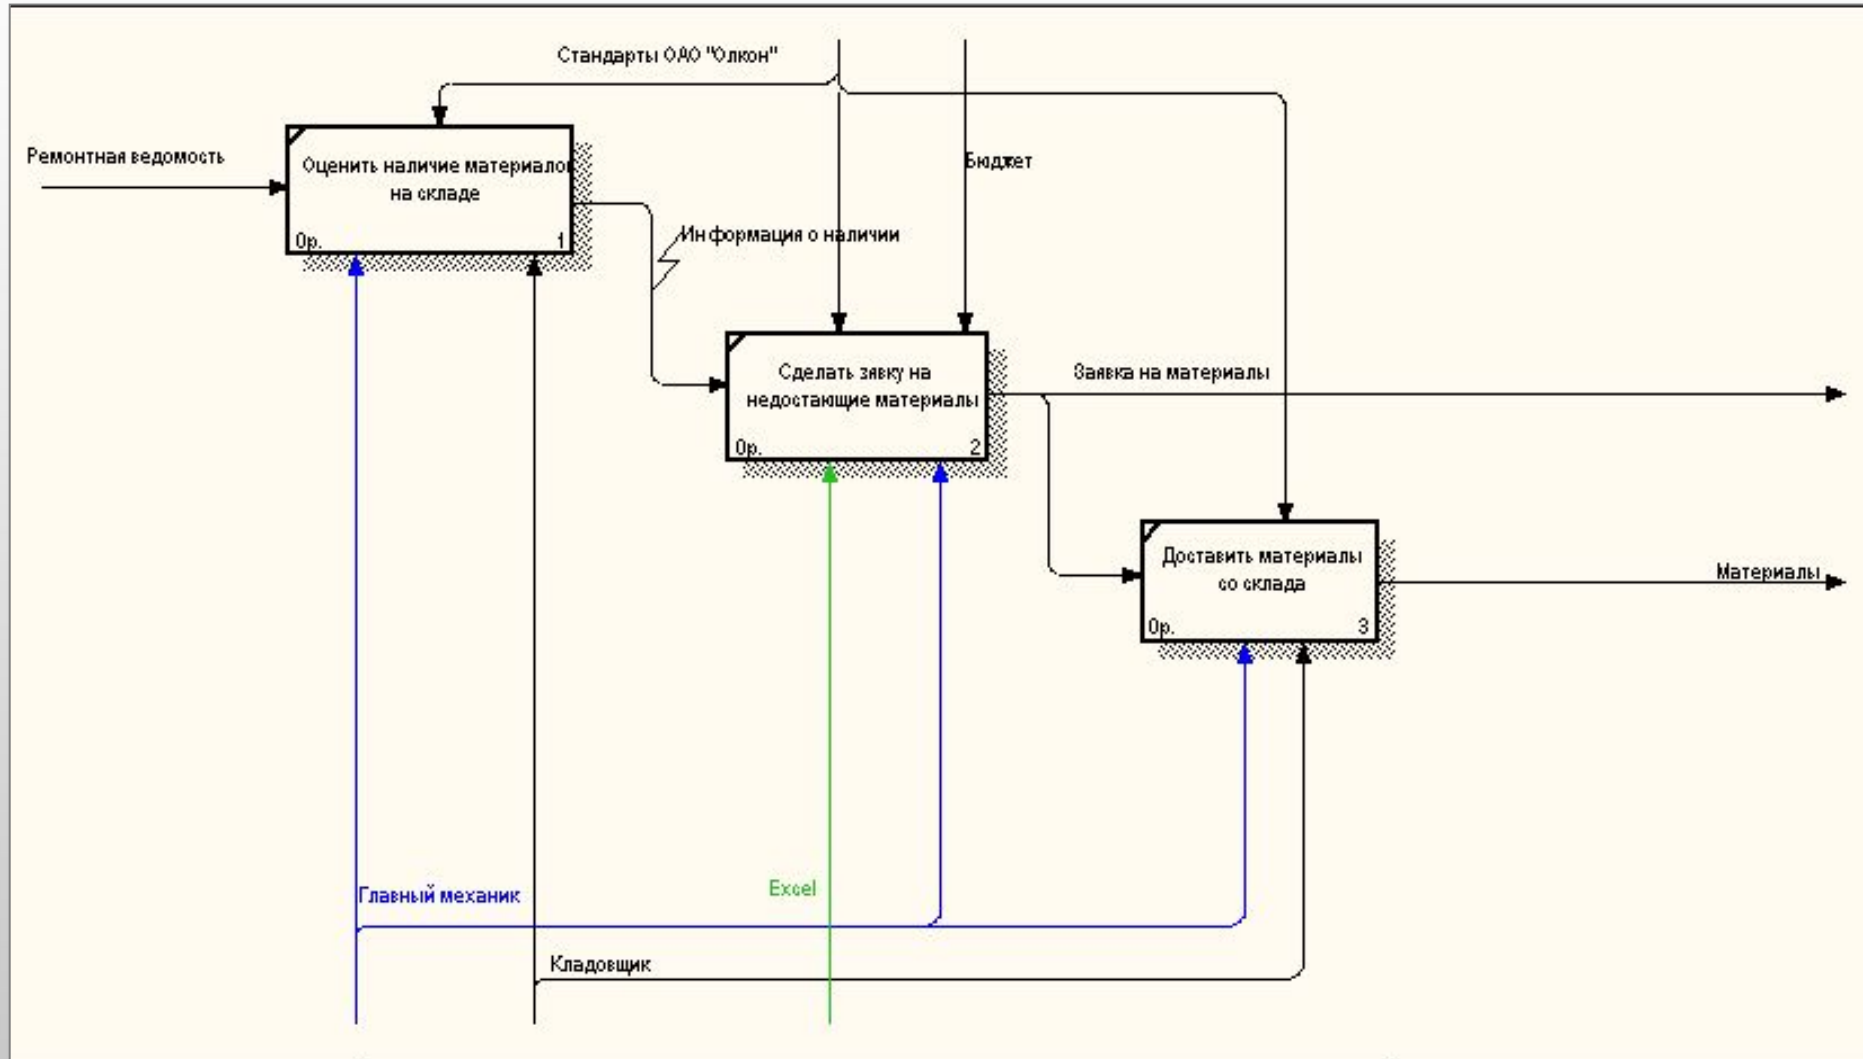 Стандарты ОАО "Олкон"
Ремонтная ведомость
Оценить наличие материалов
на складе
0р.
1
Бюджет
Информация о наличии
Сделать зявку на
недостающие материалы
0р.
2
Заявка на материалы
Доставить материалы
со склада
0р.
3
Материалы
Главный механик
Excel
Кладовщик